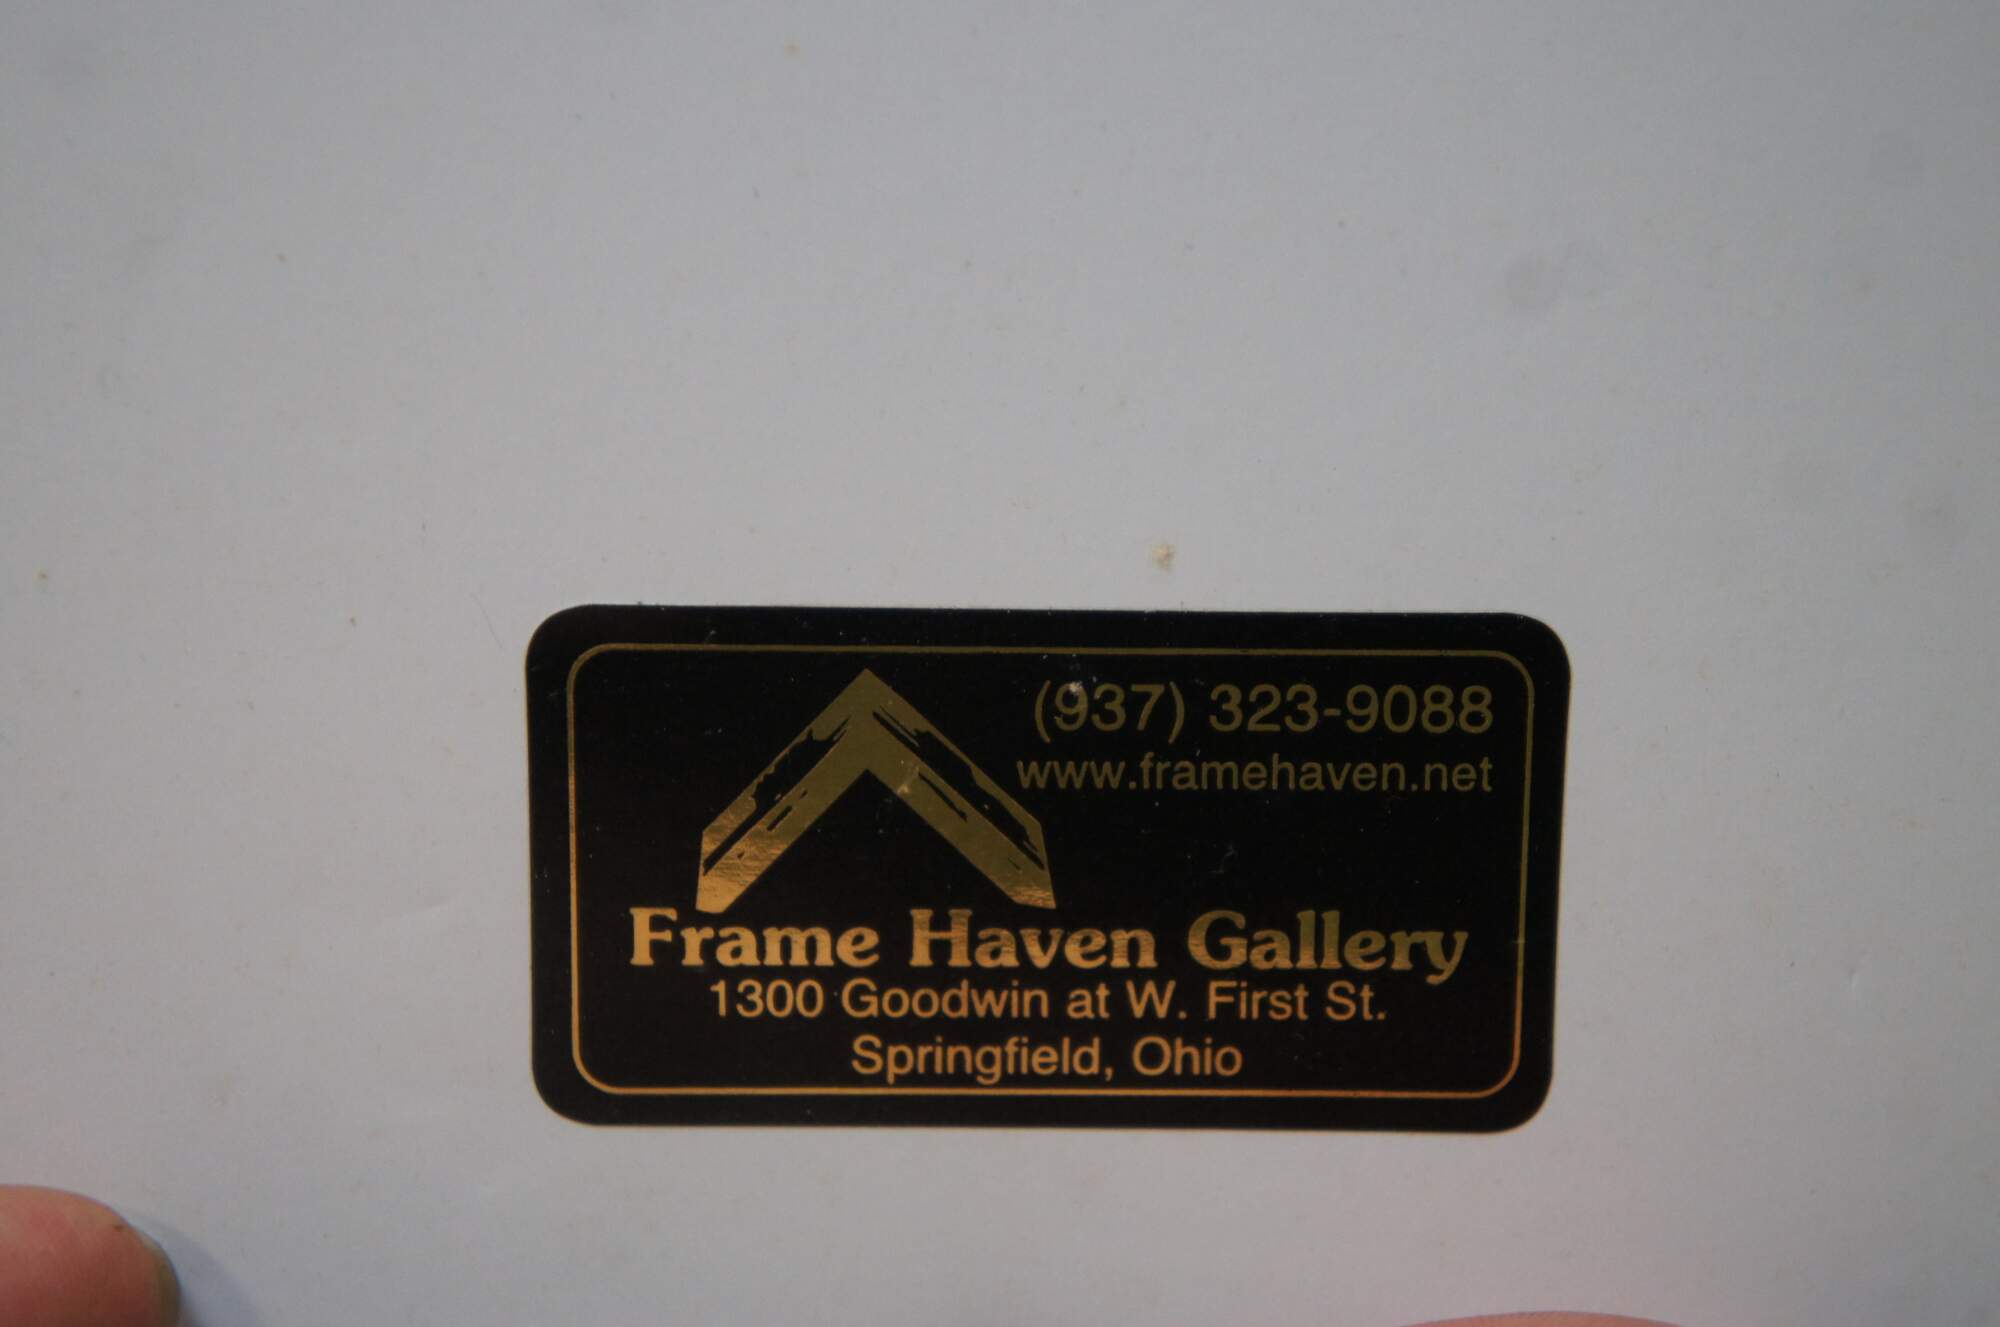 (937) 323-9088
www.framehaven.net
Frame Haven Gallery
1300 Goodwin at W. First St.
Springfield, Ohio